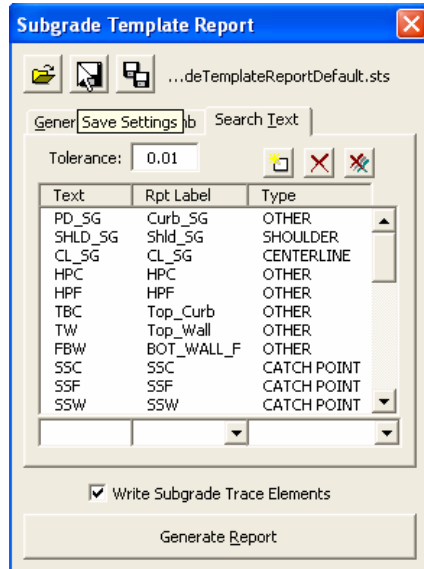 Subgrade Template Report
...deTemplateReportDefault.sts
Gener Save Settings b Search Text
Tolerance: 0.01
Text Rpt Label Type
PD_SG Curb_SG OTHER
SHLD_SG Shld_SG SHOULDER
CL_SG CL_SG CENTERLINE
HPC HPC OTHER
HPF HPF OTHER
TBC Top_Curb OTHER
TW Top_Wall OTHER
FBW BOT_WALL_F OTHER
SSC SSC CATCH POINT
SSF SSF CATCH POINT
SSW SSW CATCH POINT
Write Subgrade Trace Elements
Generate Report